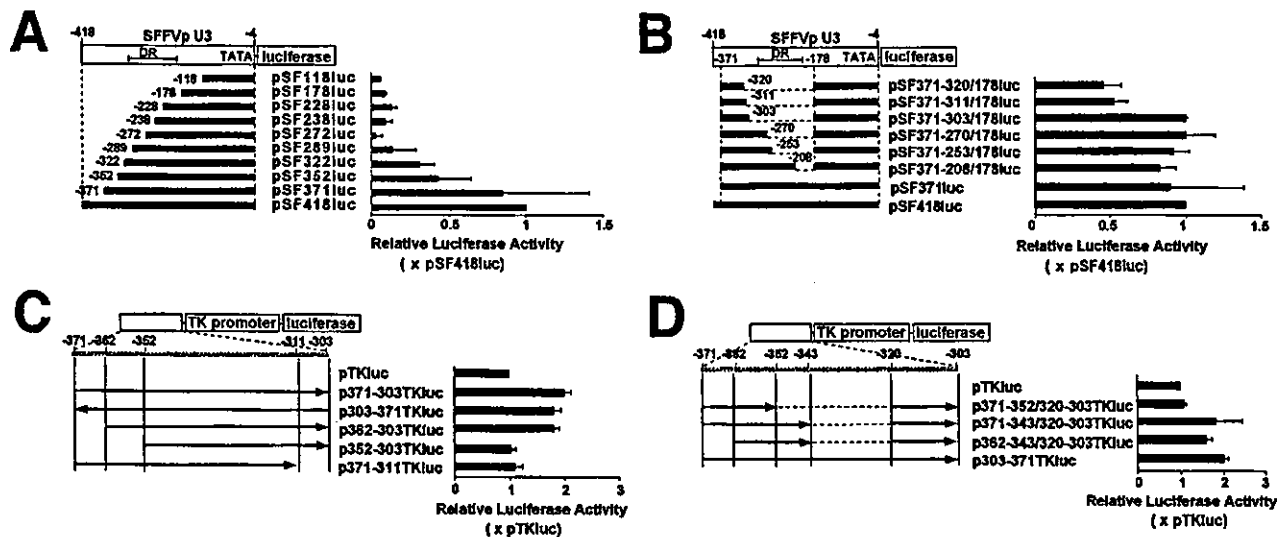 A
-418 SFFVp U3 -4
DR TATA luciferase
-118 pSF118luc
-178 pSF178luc
-228 pSF228luc
-238 pSF238luc
-272 pSF272luc
-289 pSF289luc
-322 pSF322luc
-352 pSF352luc
-371 pSF371luc
pSF418luc
0 0.5 1 1.5
Relative Luciferase Activity
( x pSF418luc)
B
-418 SFFVp U3 -4
DR TATA luciferase
-371 -178
-320 pSF371-320/178luc
-311 pSF371-311/178luc
-303 pSF371-303/178luc
-270 pSF371-270/178luc
-253 pSF371-253/178luc
-208 pSF371-208/178luc
pSF371luc
pSF418luc
0 0.5 1 1.5
Relative Luciferase Activity
( x pSF418luc)
C
TK promoter luciferase
-371 -362 -352 -311 -303
pTKluc
p371-303TKluc
p303-371TKluc
p362-303TKluc
p352-303TKluc
p371-311TKluc
0 1 2 3
Relative Luciferase Activity
( x pTKluc)
D
TK promoter luciferase
-371 -362 -352 -343 -320 -303
pTKluc
p371-352/320-303TKluc
p371-343/320-303TKluc
p362-343/320-303TKluc
p303-371TKluc
0 1 2 3
Relative Luciferase Activity
( x pTKluc)